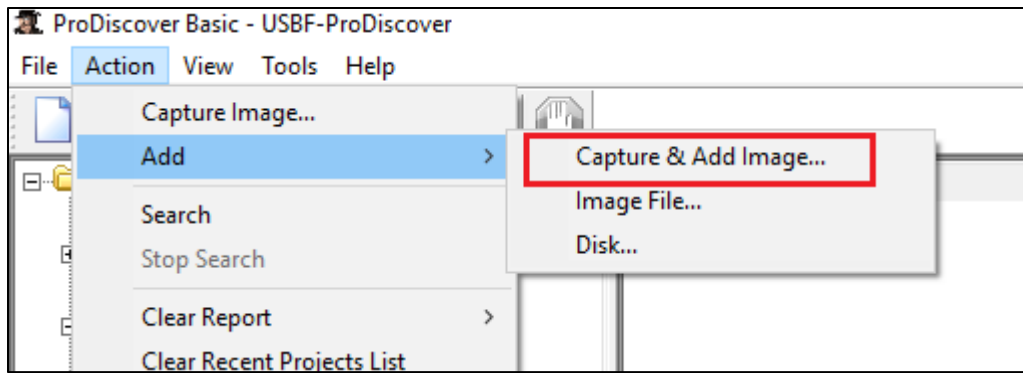 ProDiscover Basic - USBF-ProDiscover
File Action View Tools Help
Capture Image...
Add
Capture & Add Image...
Image File...
Disk...
Search
Stop Search
Clear Report
Clear Recent Projects List